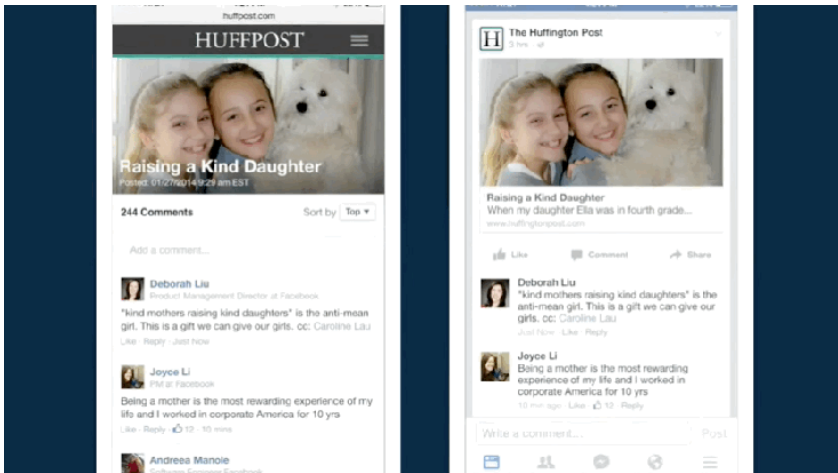 huffpost.com
HUFFPOST
Raising a Kind Daughter
Posted: 01/27/2014 9:29 am EST
244 Comments
Sort by Top
Add a comment...
Deborah Liu
Product Management Director at Facebook
"kind mothers raising kind daughters" is the anti-mean
girl. This is a gift we can give our girls. cc: Caroline Lau
Like · Reply · Just Now
Joyce Li
PM at Facebook
Being a mother is the most rewarding experience of my
life and I worked in corporate America for 10 yrs
Like · Reply · 12 · 10 mins
Andreea Manole
Software Engineer Facebook
H
The Huffington Post
3 hrs
Raising a Kind Daughter
When my daughter Ella was in fourth grade...
www.huffingtonpost.com
Like
Comment
Share
Deborah Liu
"kind mothers raising kind daughters" is the
anti-mean girl. This is a gift we can give our
girls. cc: Caroline Lau
Just Now · Like · Reply
Joyce Li
Being a mother is the most rewarding
experience of my life and I worked in
corporate America for 10 yrs
10 min ago · Like · 12 · Reply
Write a comment...
Post